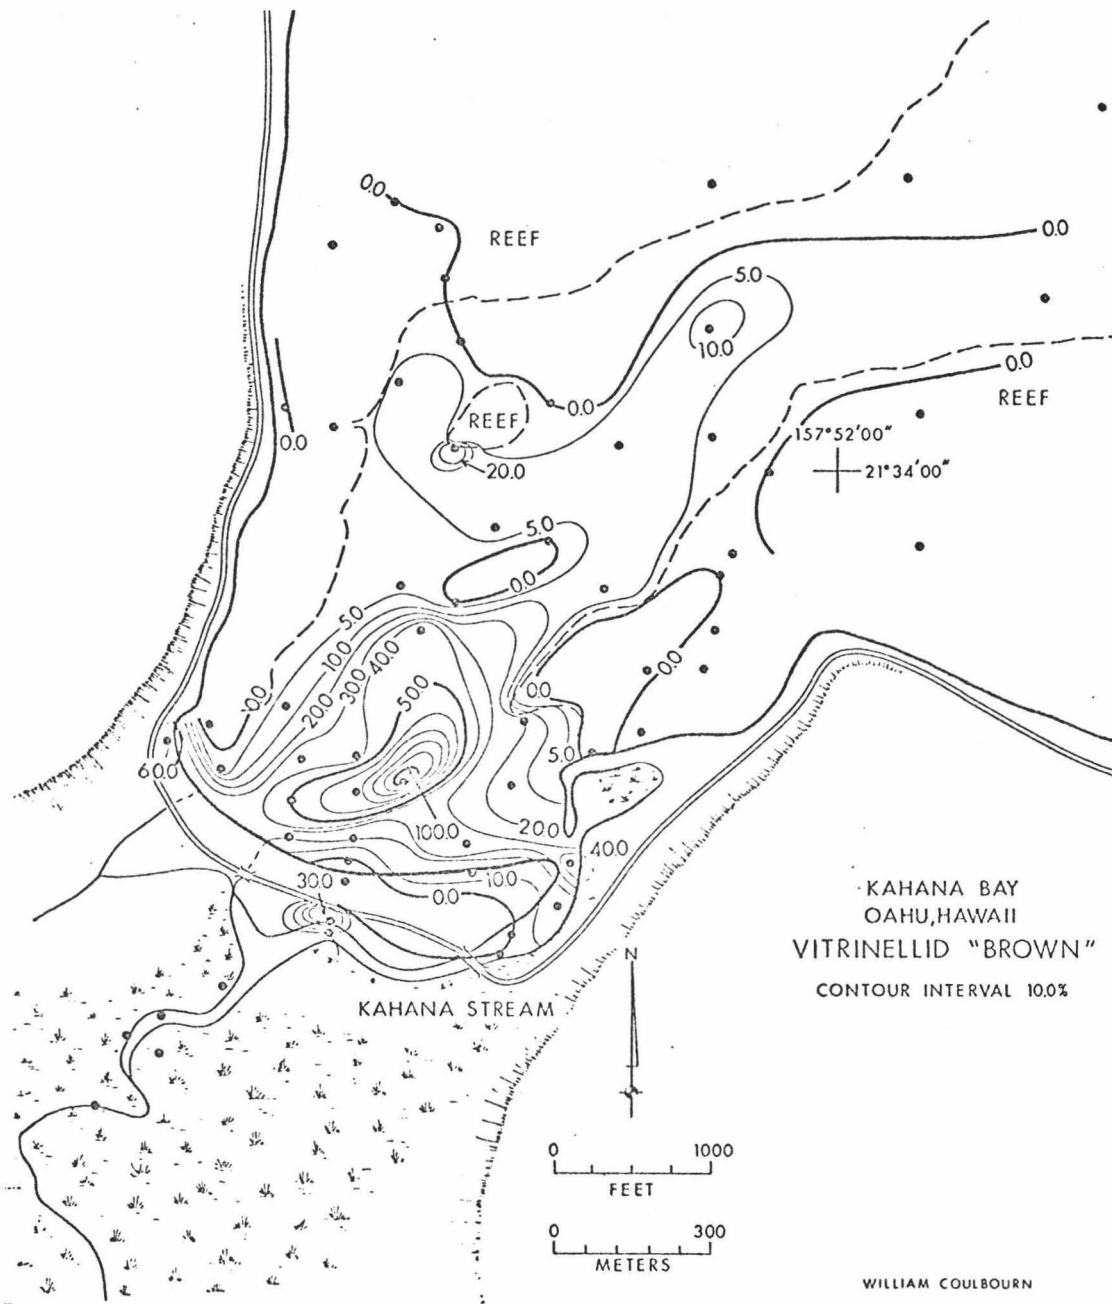 0.0
REEF
0.0
5.0
10.0
0.0
REEF
0.0
REEF
157°52'00"
21°34'00"
0.0
20.0
5.0
0.0
5.0
10.0
40.0
0.0
0.0
20.0
30.0
50.0
0.0
5.0
60.0
100.0
20.0
40.0
30.0
10.0
0.0
KAHANA BAY
OAHU, HAWAII
VITRINELLID "BROWN"
CONTOUR INTERVAL 10.0%
N
KAHANA STREAM
0 1000
FEET
0 300
METERS
WILLIAM COULBOURN